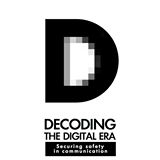 D
DECODING
THE DIGITAL ERA
Securing safety
in communication